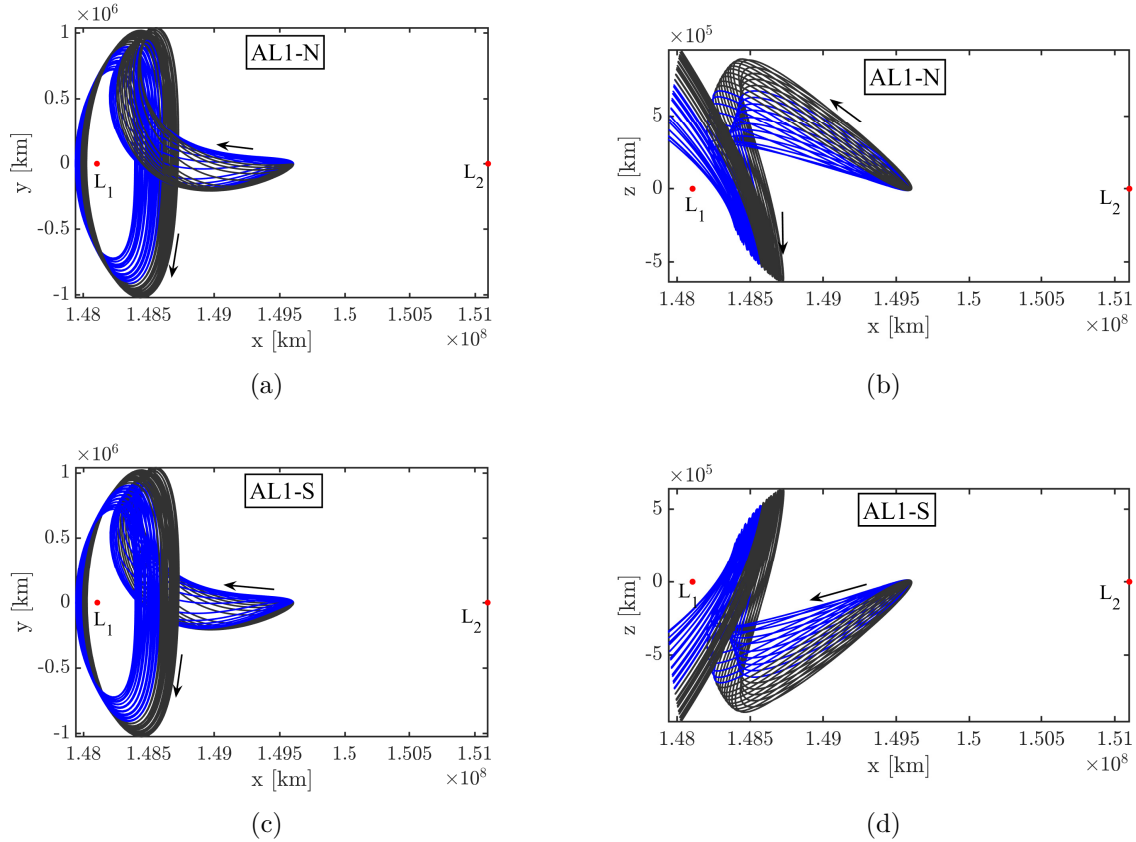 ×10⁶
AL1-N
1
0.5
0
-0.5
-1
y [km]
L₁
L₂
1.48 1.485 1.49 1.495 1.5 1.505 1.51
x [km]
×10⁸
(a)
×10⁵
AL1-N
5
0
-5
z [km]
L₁
L₂
1.48 1.485 1.49 1.495 1.5 1.505 1.51
x [km]
×10⁸
(b)
×10⁶
AL1-S
1
0.5
0
-0.5
-1
y [km]
L₁
L₂
1.48 1.485 1.49 1.495 1.5 1.505 1.51
x [km]
×10⁸
(c)
×10⁵
AL1-S
5
0
-5
z [km]
L₁
L₂
1.48 1.485 1.49 1.495 1.5 1.505 1.51
x [km]
×10⁸
(d)